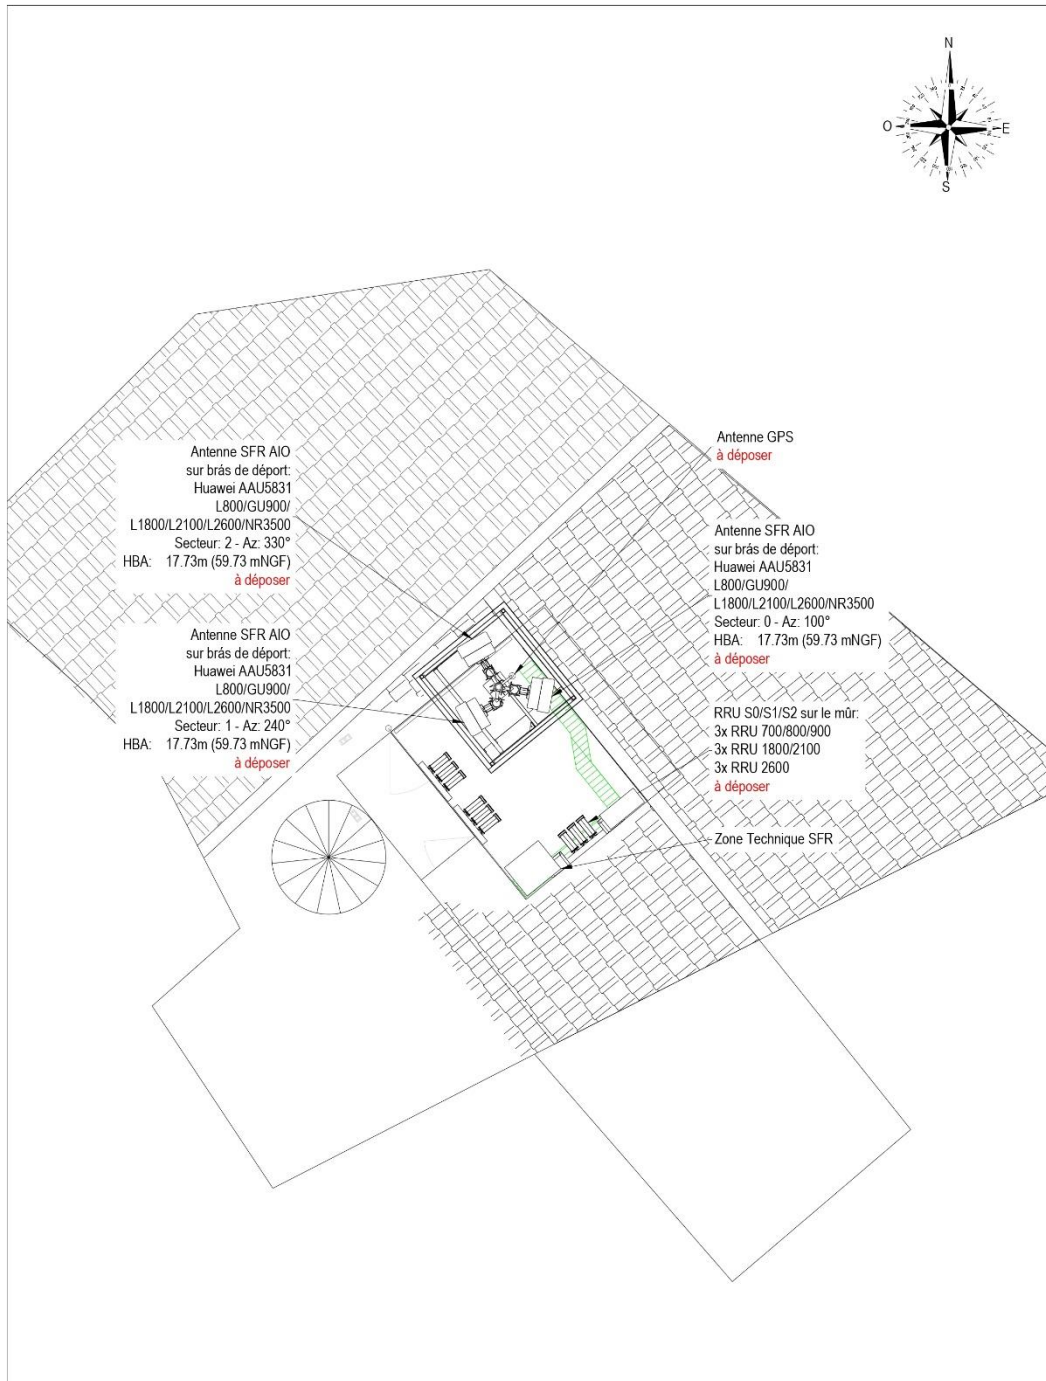 N
O
E
S
Antenne SFR AIO
sur brás de déport:
Huawei AAU5831
L800/GU900/
L1800/L2100/L2600/NR3500
Secteur: 2 - Az: 330°
HBA: 17.73m (59.73 mNGF)
à déposer
Antenne GPS
à déposer
Antenne SFR AIO
sur brás de déport:
Huawei AAU5831
L800/GU900/
L1800/L2100/L2600/NR3500
Secteur: 0 - Az: 100°
HBA: 17.73m (59.73 mNGF)
à déposer
Antenne SFR AIO
sur brás de déport:
Huawei AAU5831
L800/GU900/
L1800/L2100/L2600/NR3500
Secteur: 1 - Az: 240°
HBA: 17.73m (59.73 mNGF)
à déposer
RRU S0/S1/S2 sur le mûr:
3x RRU 700/800/900
3x RRU 1800/2100
3x RRU 2600
à déposer
Zone Technique SFR